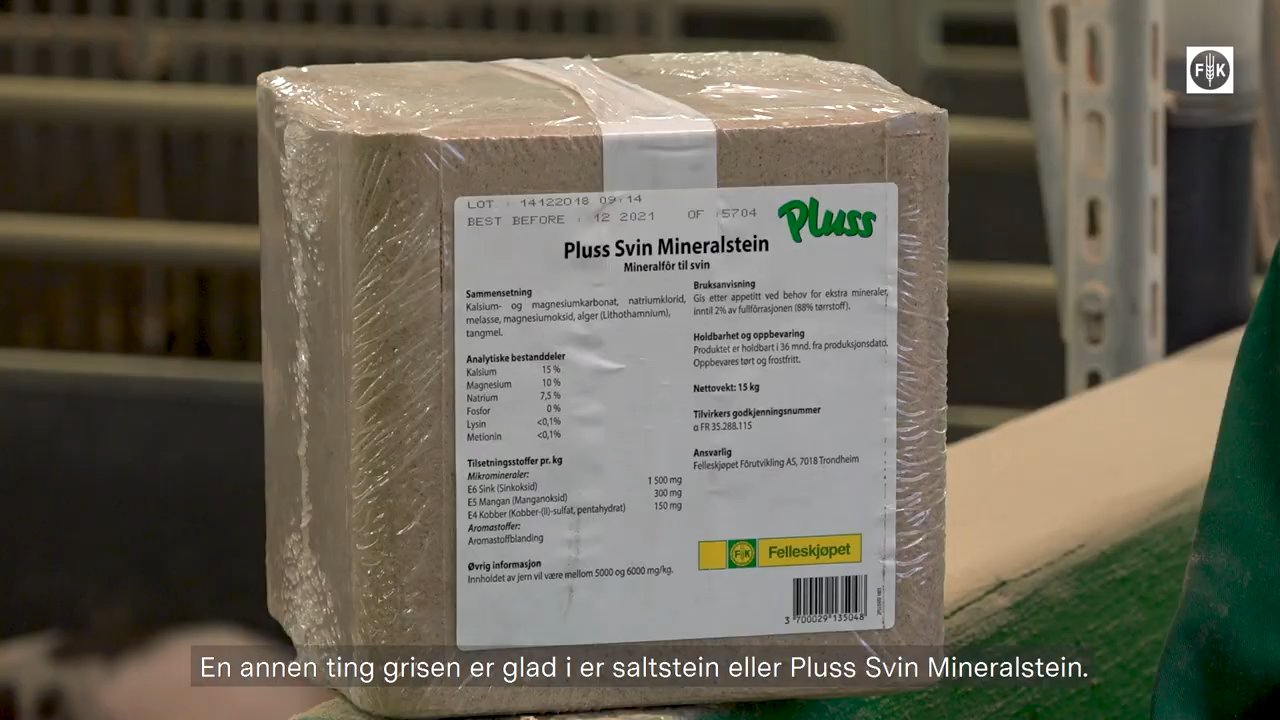 F K
LOT : 14122018 09:14
BEST BEFORE : 12 2021 OF 5704
Pluss
Pluss Svin Mineralstein
Mineralfôr til svin
Sammensetning
Kalsium- og magnesiumkarbonat, natriumklorid,
melasse, magnesiumoksid, alger (Lithothamnium),
tangmel.
Analytiske bestanddeler
Kalsium 15 %
Magnesium 10 %
Natrium 7,5 %
Fosfor 0 %
Lysin <0,1%
Metionin <0,1%
Tilsetningsstoffer pr. kg
Mikromineraler:
E6 Sink (Sinkoksid) 1 500 mg
E5 Mangan (Manganoksid) 300 mg
E4 Kobber (Kobber-(II)-sulfat, pentahydrat) 150 mg
Aromastoffer:
Aromastoffblanding
Øvrig informasjon
Innholdet av jern vil være mellom 5000 og 6000 mg/kg.
Bruksanvisning
Gis etter appetitt ved behov for ekstra mineraler,
inntil 2% av fullfôrrasjonen (88% tørrstoff).
Holdbarhet og oppbevaring
Produktet er holdbart i 36 mnd. fra produksjonsdato.
Oppbevares tørt og frostfritt.
Nettovekt: 15 kg
Tilvirkers godkjenningsnummer
α FR 35.288.115
Ansvarlig
Felleskjøpet Fôrutvikling AS, 7018 Trondheim
F K Felleskjøpet
3 700029 135048
En annen ting grisen er glad i er saltstein eller Pluss Svin Mineralstein.